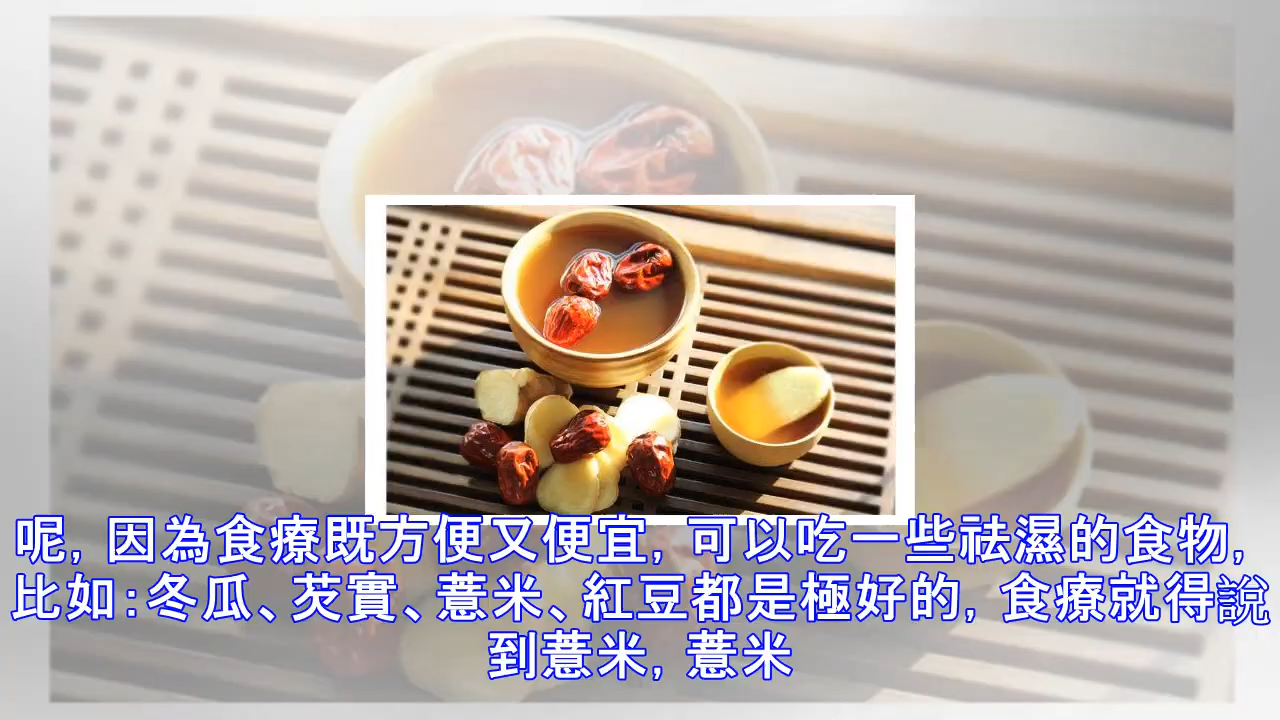 呢, 因為食療既方便又便宜, 可以吃一些祛濕的食物,
比如:冬瓜、芡實、薏米、紅豆都是極好的, 食療就得說
到薏米, 薏米